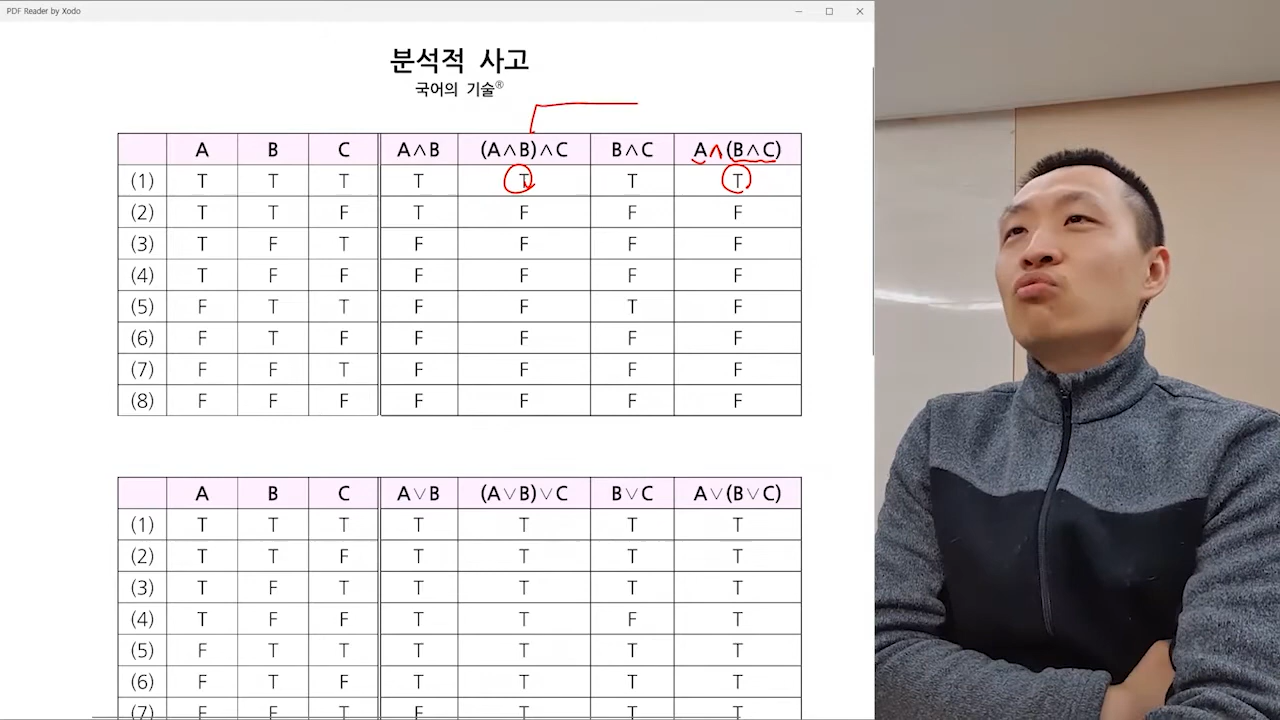 PDF Reader by Xodo
분석적 사고
국어의 기술®
A B C A∧B (A∧B)∧C B∧C A∧(B∧C)
(1) T T T T T T T
(2) T T F T F F F
(3) T F T F F F F
(4) T F F F F F F
(5) F T T F F T F
(6) F T F F F F F
(7) F F T F F F F
(8) F F F F F F F
A B C A∨B (A∨B)∨C B∨C A∨(B∨C)
(1) T T T T T T T
(2) T T F T T T T
(3) T F T T T T T
(4) T F F T T F T
(5) F T T T T T T
(6) F T F T T T T
(7) F F T F T T T